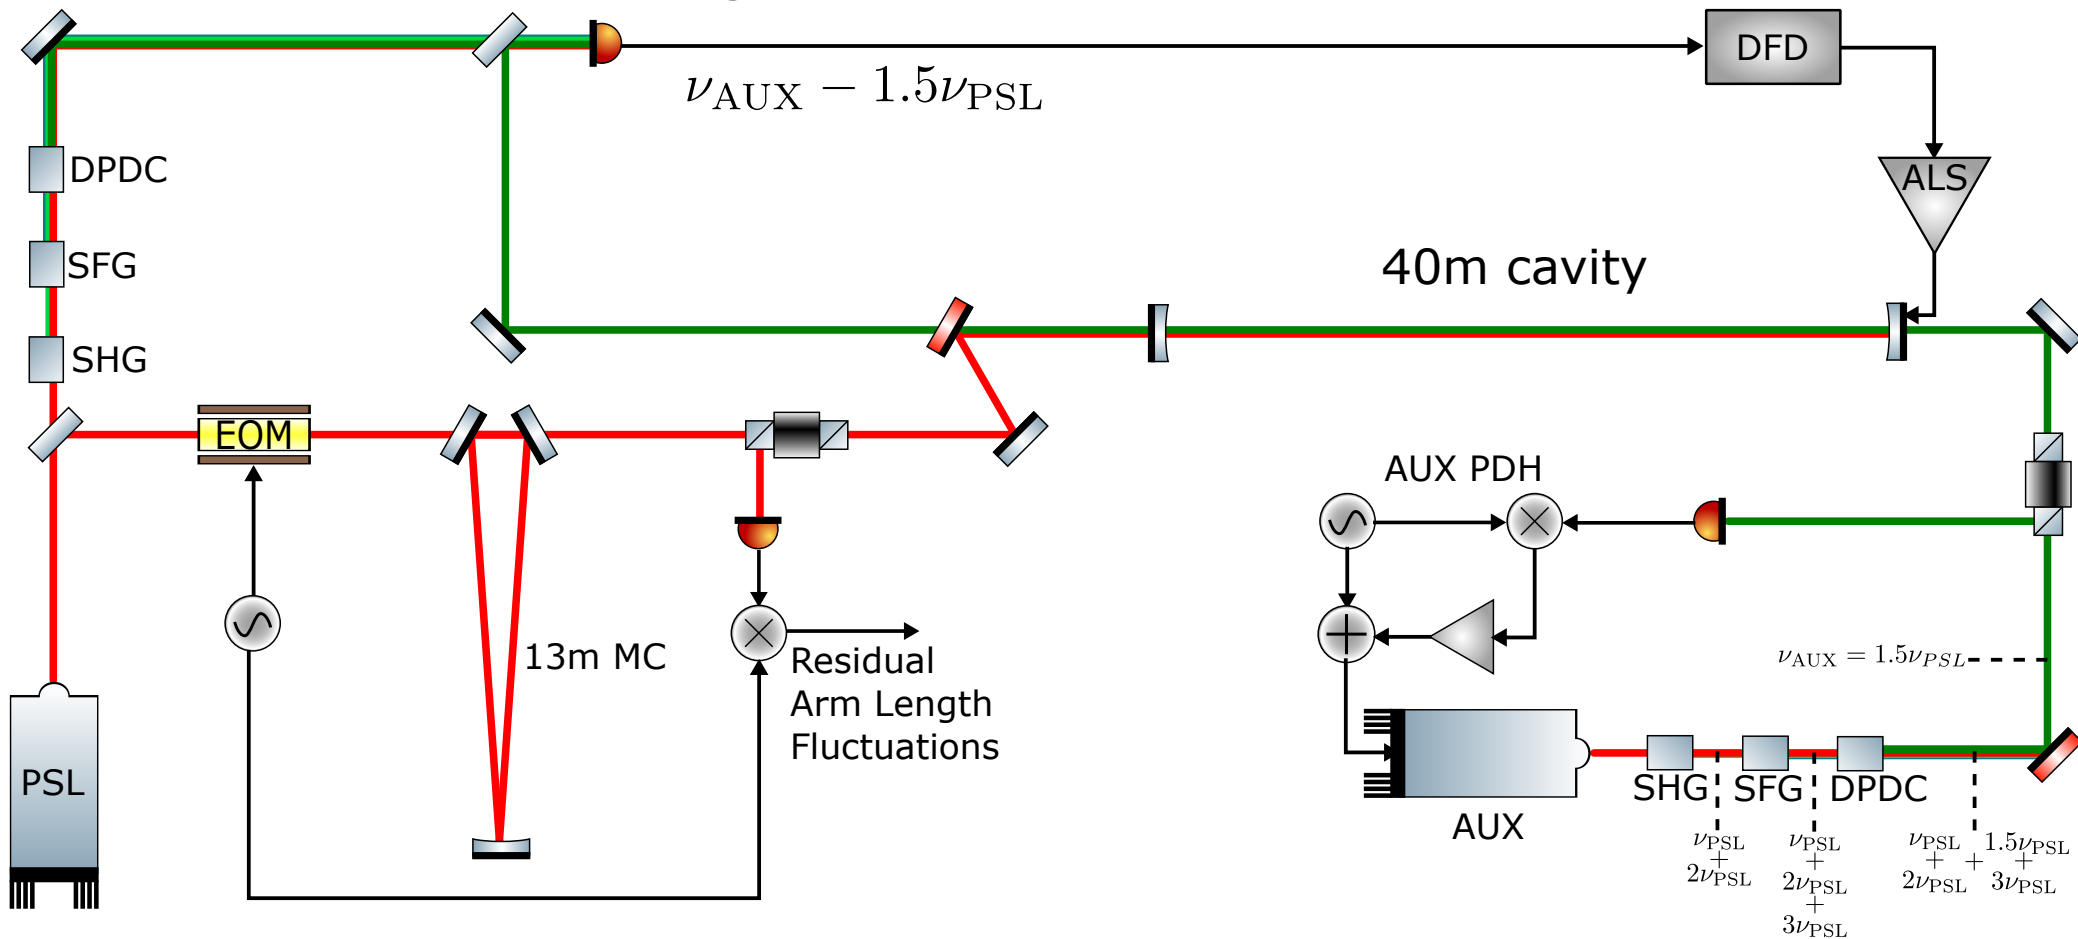 DFD
ν_AUX − 1.5ν_PSL
DPDC
ALS
SFG
40m cavity
SHG
EOM
AUX PDH
13m MC
Residual
Arm Length
Fluctuations
ν_AUX = 1.5ν_PSL
PSL
SHG
SFG
DPDC
AUX
ν_PSL
+
2ν_PSL
ν_PSL
+
2ν_PSL
+
3ν_PSL
ν_PSL
+
2ν_PSL
+
1.5ν_PSL
+
3ν_PSL